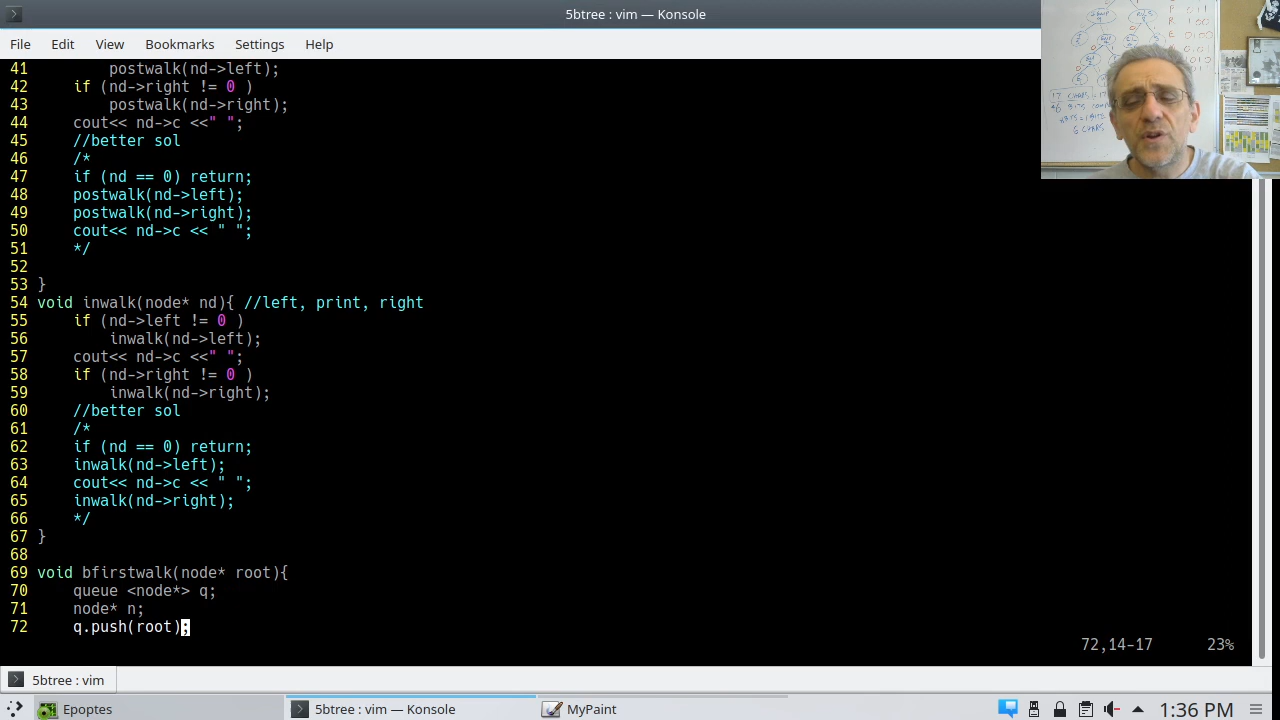 5btree : vim — Konsole
File Edit View Bookmarks Settings Help
41 postwalk(nd->left);
42 if (nd->right != 0 )
43 postwalk(nd->right);
44 cout<< nd->c <<" ";
45 //better sol
46 /*
47 if (nd == 0) return;
48 postwalk(nd->left);
49 postwalk(nd->right);
50 cout<< nd->c << " ";
51 */
52
53 }
54 void inwalk(node* nd){ //left, print, right
55 if (nd->left != 0 )
56 inwalk(nd->left);
57 cout<< nd->c <<" ";
58 if (nd->right != 0 )
59 inwalk(nd->right);
60 //better sol
61 /*
62 if (nd == 0) return;
63 inwalk(nd->left);
64 cout<< nd->c << " ";
65 inwalk(nd->right);
66 */
67 }
68
69 void bfirstwalk(node* root){
70 queue <node*> q;
71 node* n;
72 q.push(root);
72,14-17 23%
5btree : vim
Epoptes
5btree : vim — Konsole
MyPaint
1:36 PM
17 CHARS
6 CHARS